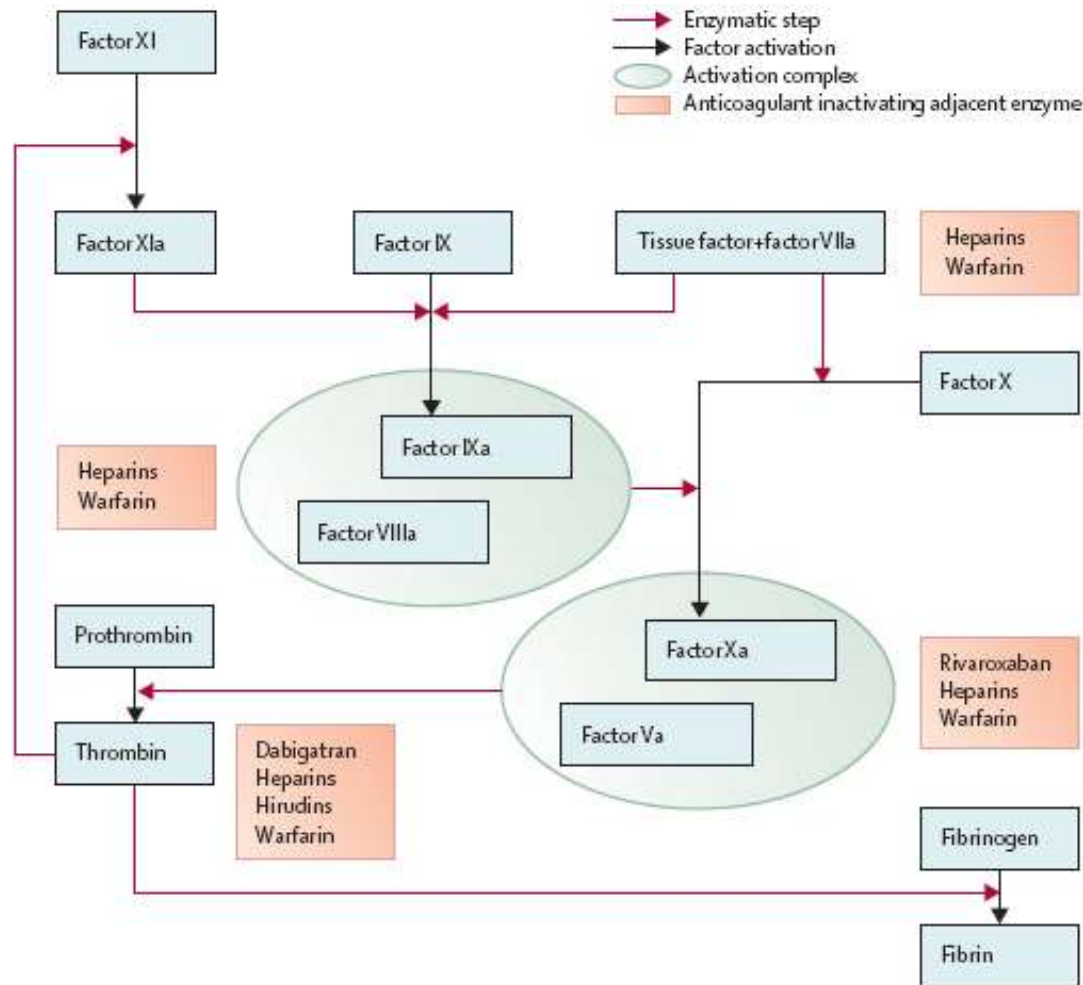 Factor XI
Enzymatic step
Factor activation
Activation complex
Anticoagulant inactivating adjacent enzyme
Factor XIa
Factor IX
Tissue factor+factor VIIa
Heparins
Warfarin
Factor X
Factor IXa
Heparins
Warfarin
Factor VIIIa
Prothrombin
Factor Xa
Rivaroxaban
Heparins
Warfarin
Factor Va
Thrombin
Dabigatran
Heparins
Hirudins
Warfarin
Fibrinogen
Fibrin